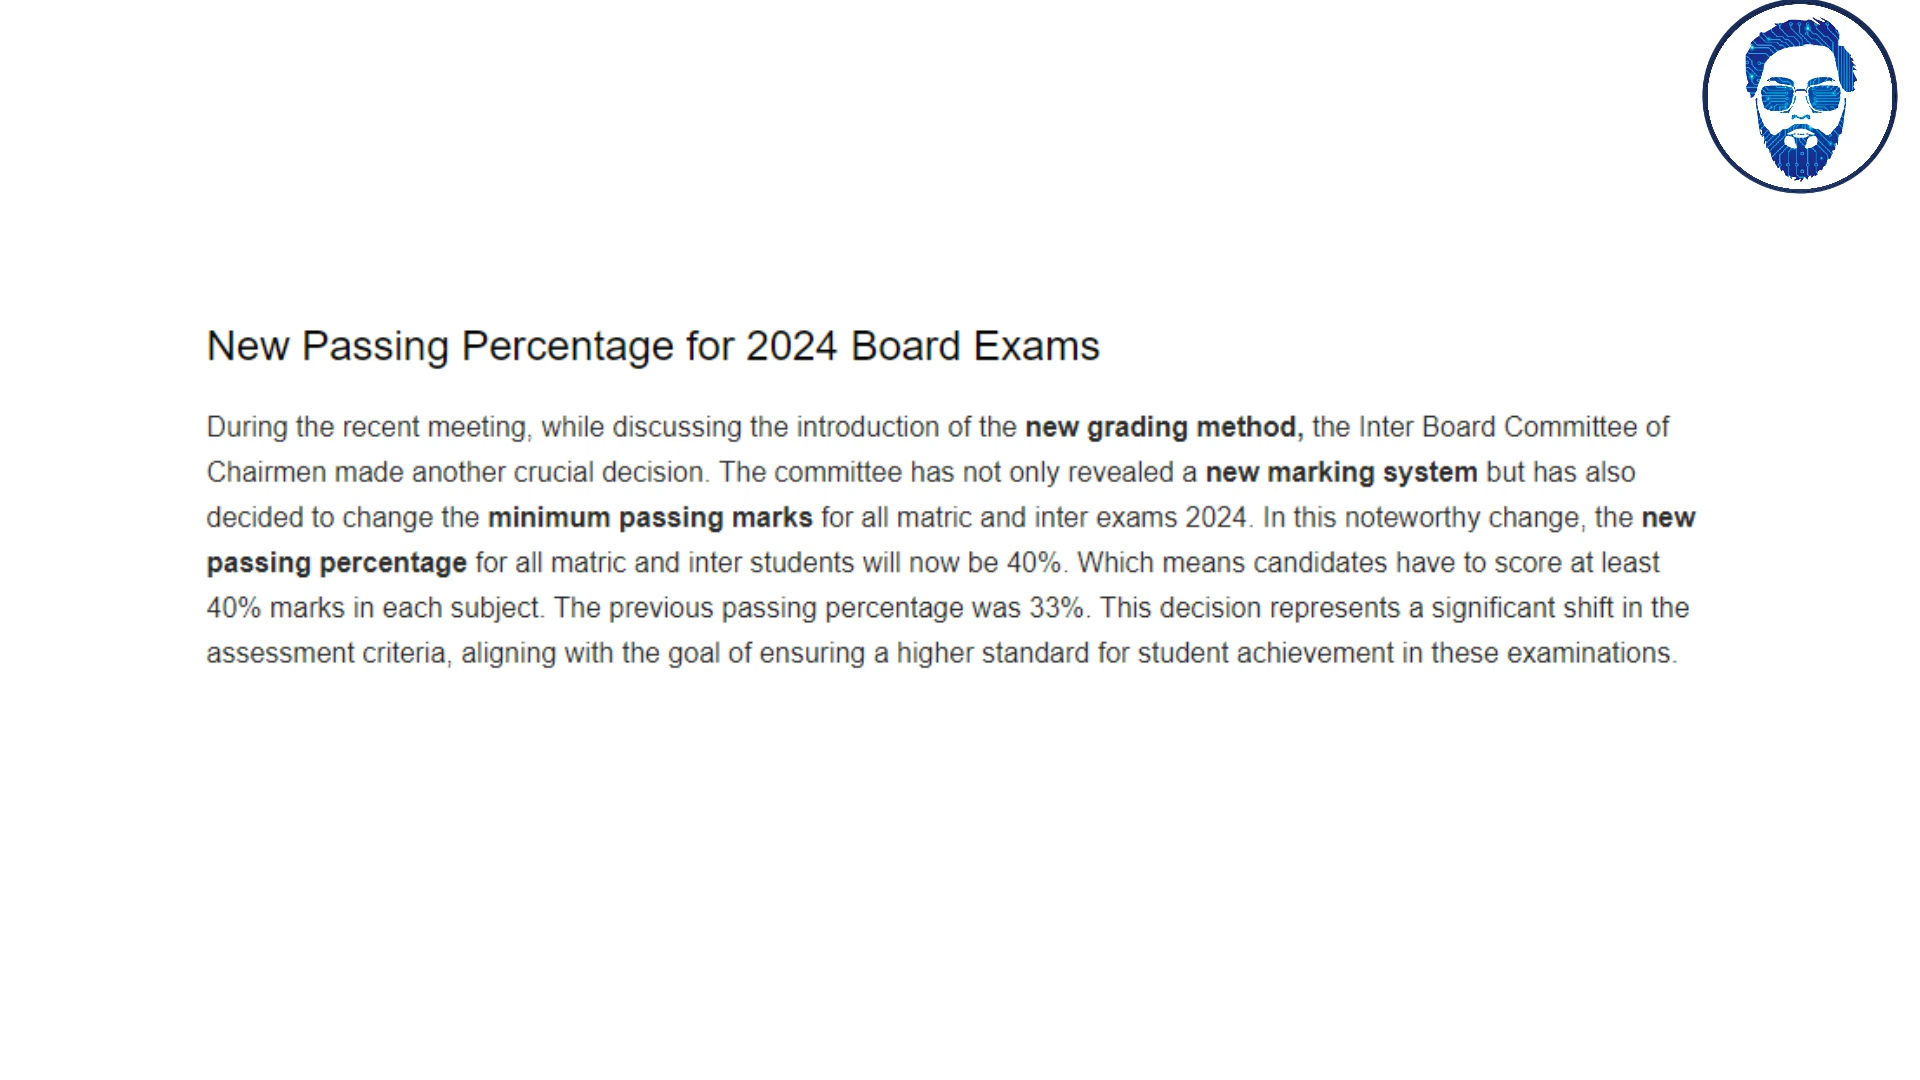 New Passing Percentage for 2024 Board Exams
During the recent meeting, while discussing the introduction of the new grading method, the Inter Board Committee of
Chairmen made another crucial decision. The committee has not only revealed a new marking system but has also
decided to change the minimum passing marks for all matric and inter exams 2024. In this noteworthy change, the new
passing percentage for all matric and inter students will now be 40%. Which means candidates have to score at least
40% marks in each subject. The previous passing percentage was 33%. This decision represents a significant shift in the
assessment criteria, aligning with the goal of ensuring a higher standard for student achievement in these examinations.